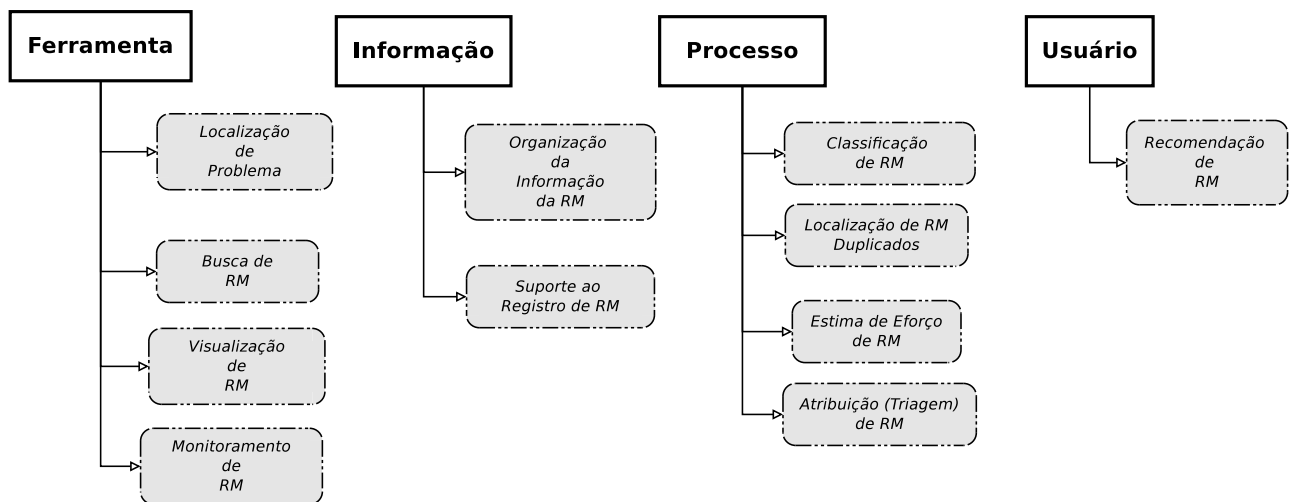 Ferramenta
Localização
de
Problema
Busca de
RM
Visualização
de
RM
Monitoramento
de
RM
Informação
Organização
da
Informação
da RM
Suporte ao
Registro de RM
Processo
Classificação
de RM
Localização de RM
Duplicados
Estima de Eforço
de RM
Atribuição (Triagem)
de RM
Usuário
Recomendação
de
RM